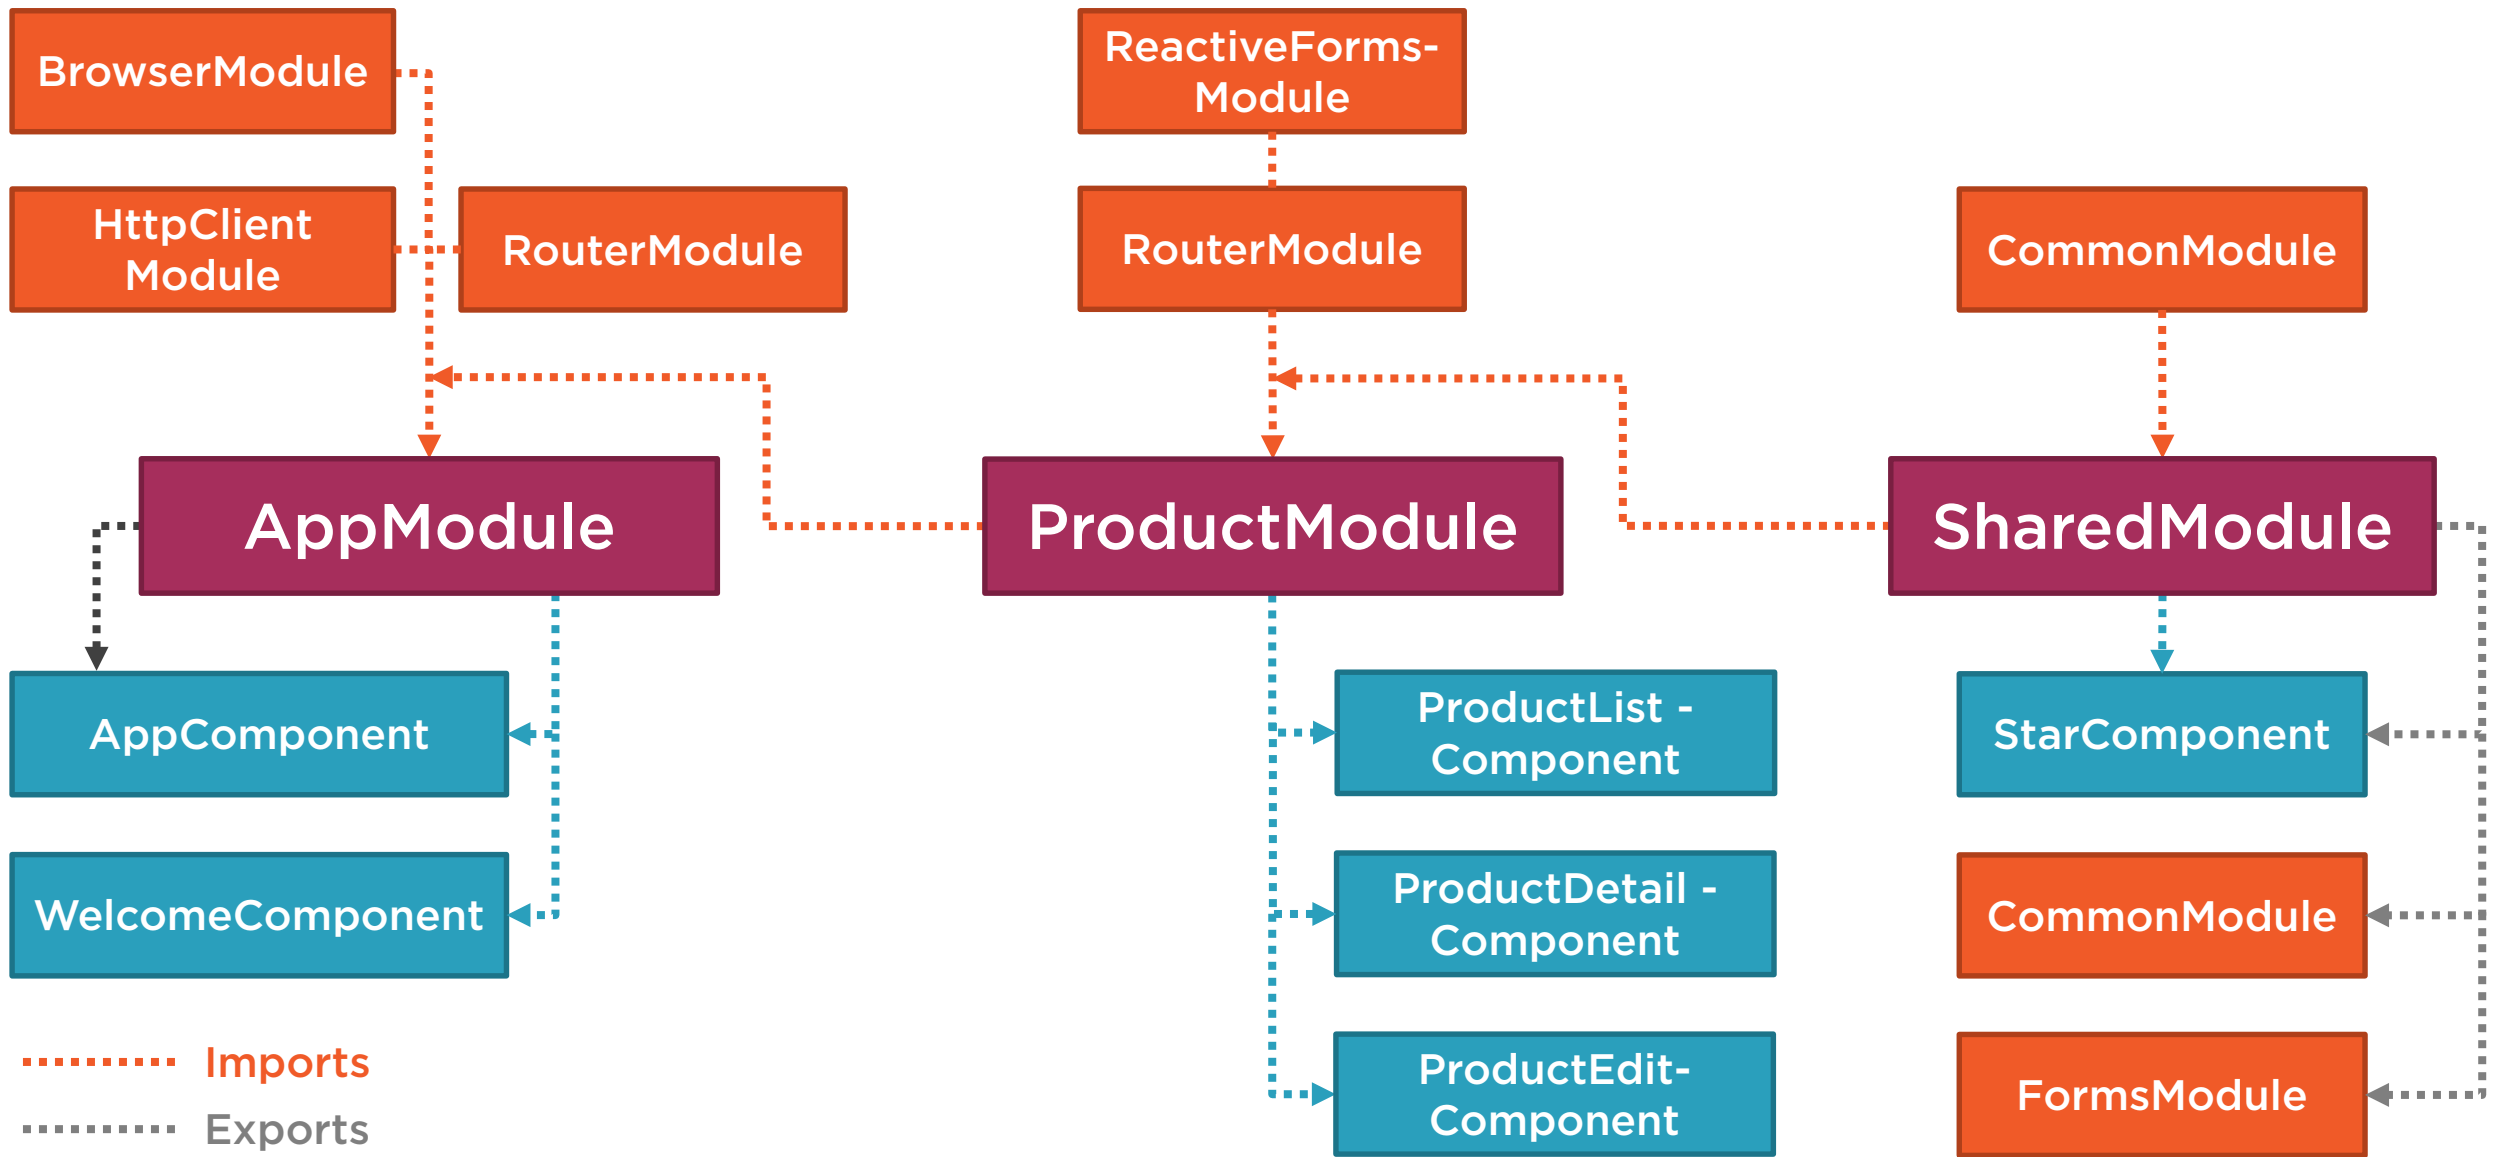 BrowserModule
ReactiveForms-
Module
HttpClient
Module
RouterModule
RouterModule
CommonModule
AppModule
ProductModule
SharedModule
AppComponent
ProductList -
Component
StarComponent
WelcomeComponent
ProductDetail -
Component
CommonModule
Imports
Exports
ProductEdit-
Component
FormsModule